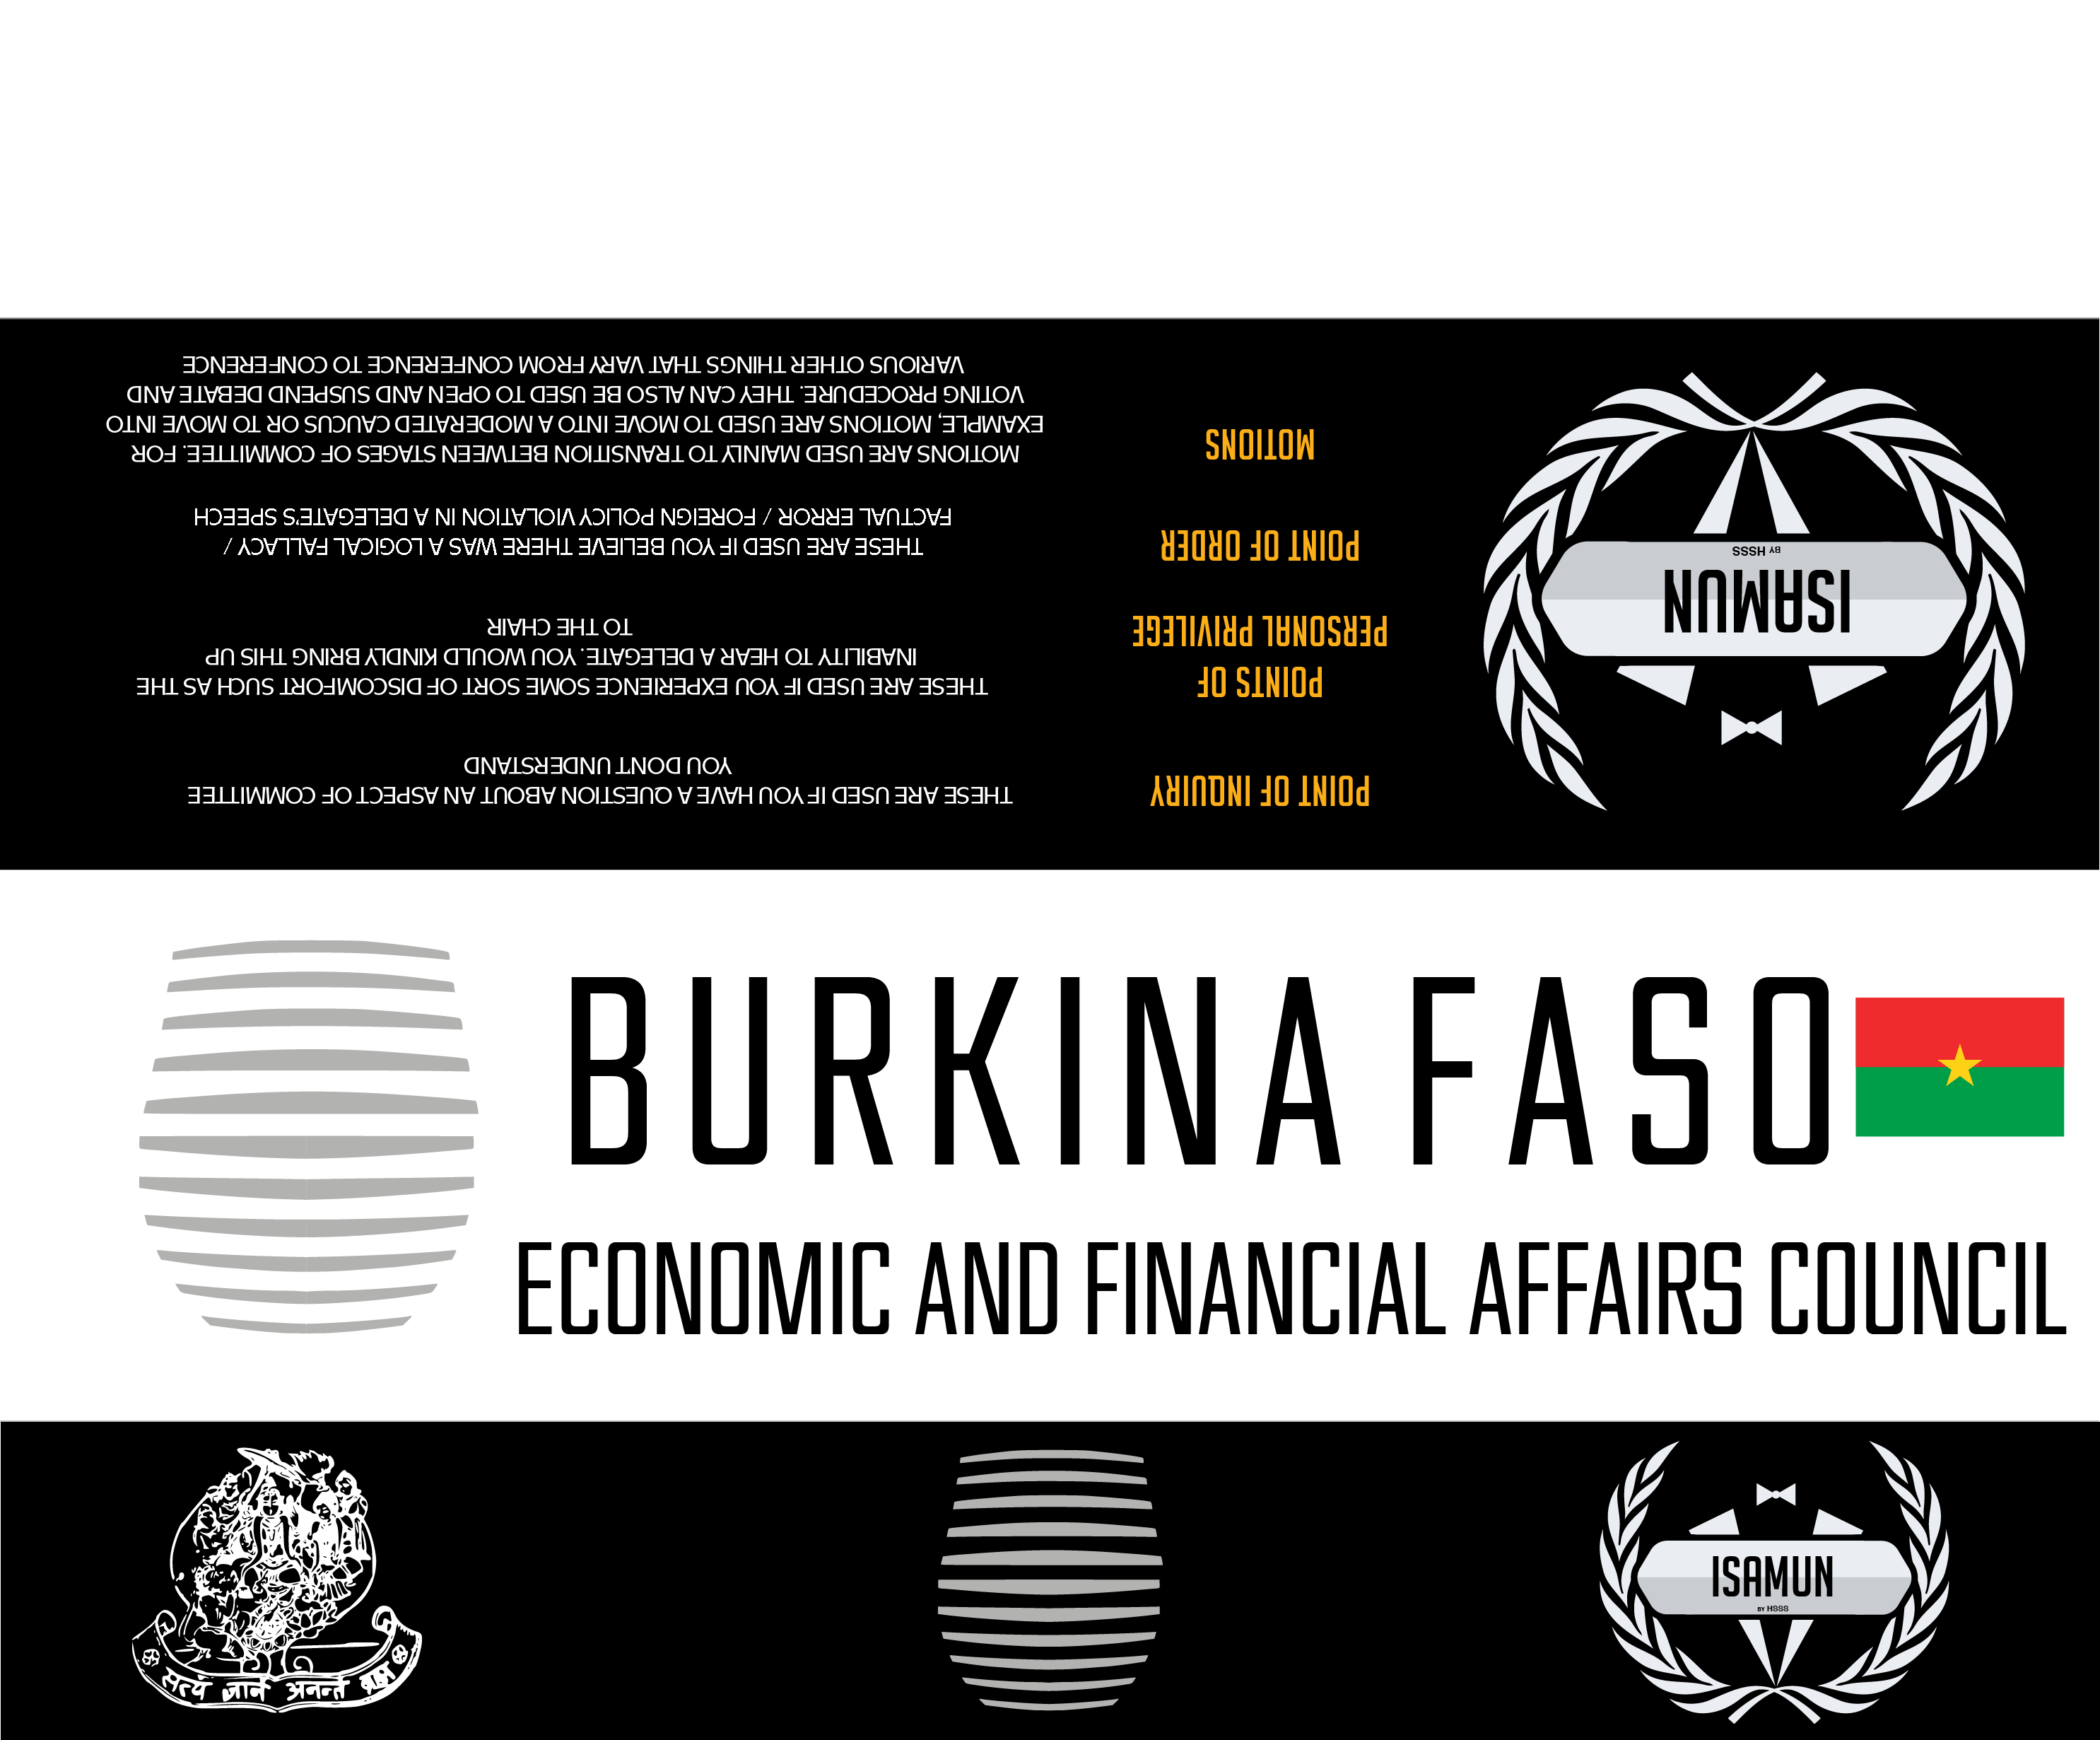 ISAMUN
BY HSSS
POINT OF INQUIRY
THESE ARE USED IF YOU HAVE A QUESTION ABOUT AN ASPECT OF COMMITTEE
YOU DON'T UNDERSTAND
POINTS OF
PERSONAL PRIVILEGE
THESE ARE USED IF YOU EXPERIENCE SOME SORT OF DISCOMFORT SUCH AS THE
INABILITY TO HEAR A DELEGATE. YOU WOULD KINDLY BRING THIS UP
TO THE CHAIR
POINT OF ORDER
THESE ARE USED IF YOU BELIEVE THERE WAS A LOGICAL FALLACY /
FACTUAL ERROR / FOREIGN POLICY VIOLATION IN A DELEGATE'S SPEECH
MOTIONS
MOTIONS ARE USED MAINLY TO TRANSITION BETWEEN STAGES OF COMMITTEE. FOR
EXAMPLE, MOTIONS ARE USED TO MOVE INTO A MODERATED CAUCUS OR TO MOVE INTO
VOTING PROCEDURE. THEY CAN ALSO BE USED TO OPEN AND SUSPEND DEBATE AND
VARIOUS OTHER THINGS THAT VARY FROM CONFERENCE TO CONFERENCE
BURKINA FASO
ECONOMIC AND FINANCIAL AFFAIRS COUNCIL
सत्यं ज्ञानं अनन्तं
ISAMUN
BY HSSS